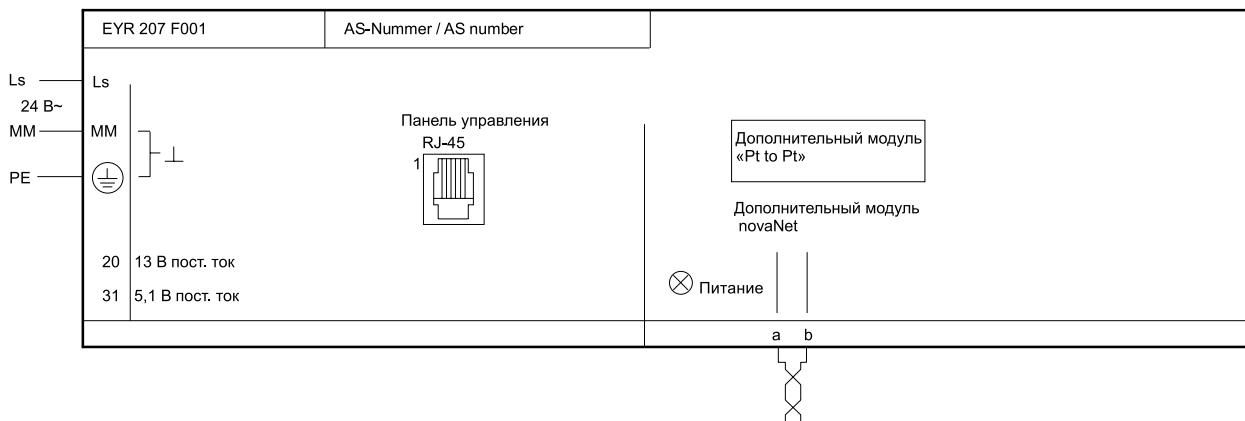 EYR 207 F001
AS-Nummer / AS number
Ls
Ls
24 В~
MM
MM
PE
Панель управления
RJ-45
1
Дополнительный модуль
«Pt to Pt»
Дополнительный модуль
novaNet
20 13 В пост. ток
31 5,1 В пост. ток
Питание
a b